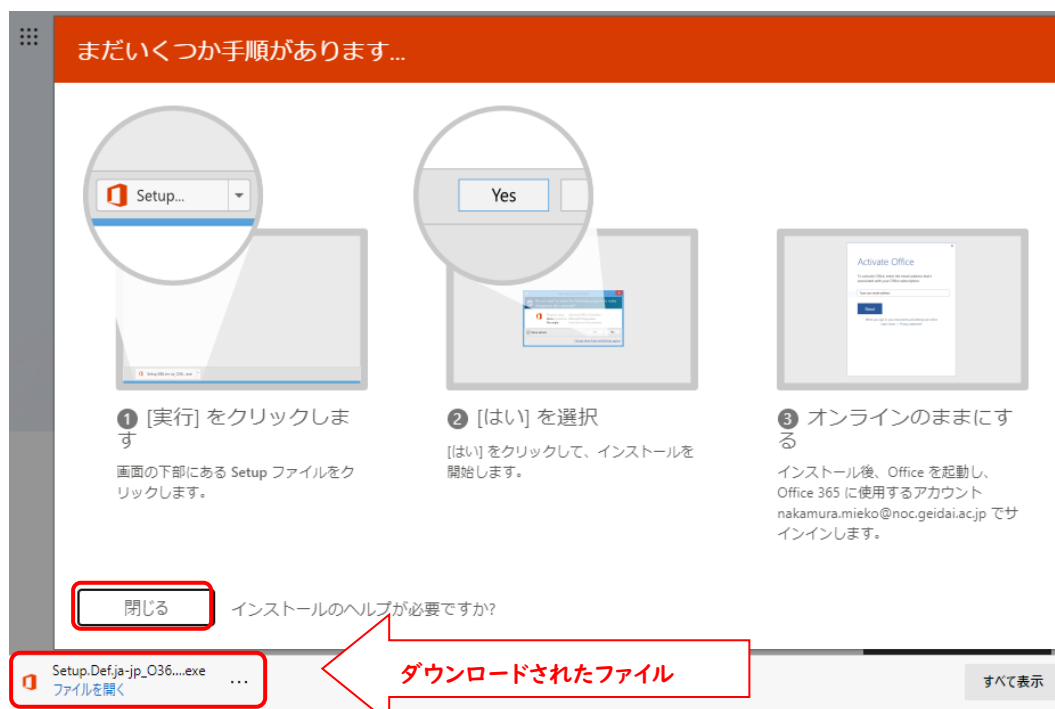 まだいくつか手順があります...
Setup...
Yes
Activate Office
❶ [実行] をクリックしま
す
画面の下部にある Setup ファイルをク
リックします。
❷ [はい] を選択
[はい] をクリックして、インストールを
開始します。
❸ オンラインのままにす
る
インストール後、Office を起動し、
Office 365 に使用するアカウント
nakamura.mieko@noc.geidai.ac.jp でサ
インインします。
閉じる
インストールのヘルプが必要ですか?
Setup.Def.ja-jp_O36....exe
ファイルを開く
...
ダウンロードされたファイル
すべて表示